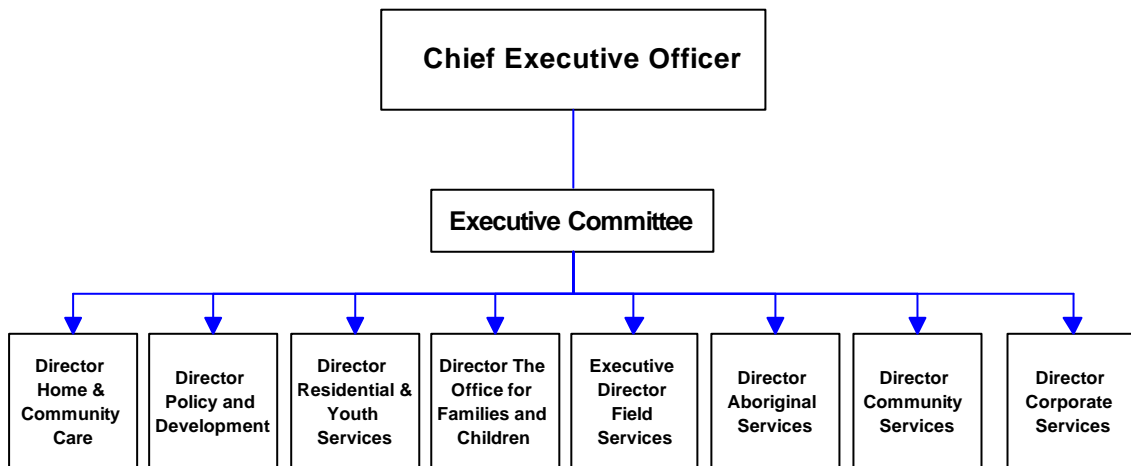 Chief Executive Officer
Executive Committee
Director
Home &
Community
Care
Director
Policy and
Development
Director
Residential &
Youth
Services
Director The
Office for
Families and
Children
Executive
Director
Field
Services
Director
Aboriginal
Services
Director
Community
Services
Director
Corporate
Services